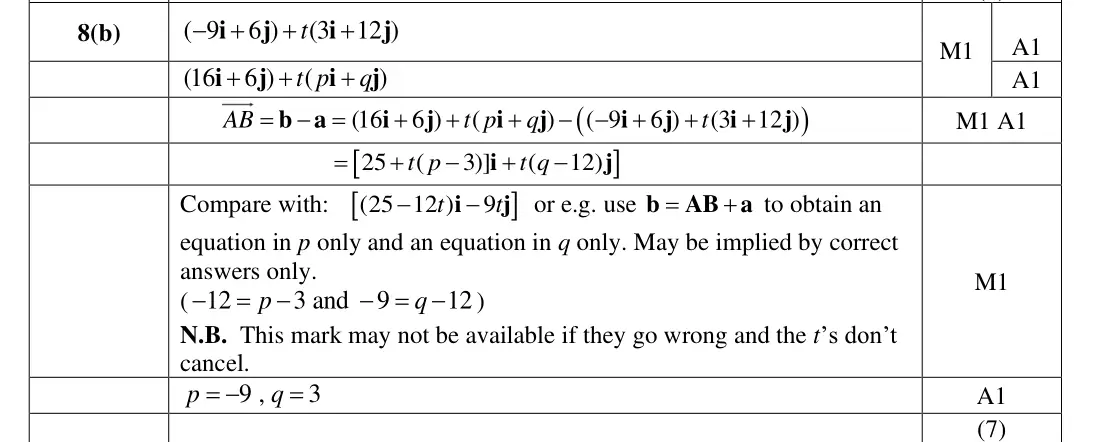 8(b) (−9i + 6j) + t(3i + 12j) M1 A1
(16i + 6j) + t(pi + qj) A1
AB = b − a = (16i + 6j) + t(pi + qj) − ((−9i + 6j) + t(3i + 12j)) M1 A1
= [25 + t(p − 3)]i + t(q − 12)j]
Compare with: [(25 − 12t)i − 9tj] or e.g. use b = AB + a to obtain an
equation in p only and an equation in q only. May be implied by correct
answers only.
(−12 = p − 3 and −9 = q − 12) M1
N.B. This mark may not be available if they go wrong and the t’s don’t
cancel.
p = −9 , q = 3 A1
(7)